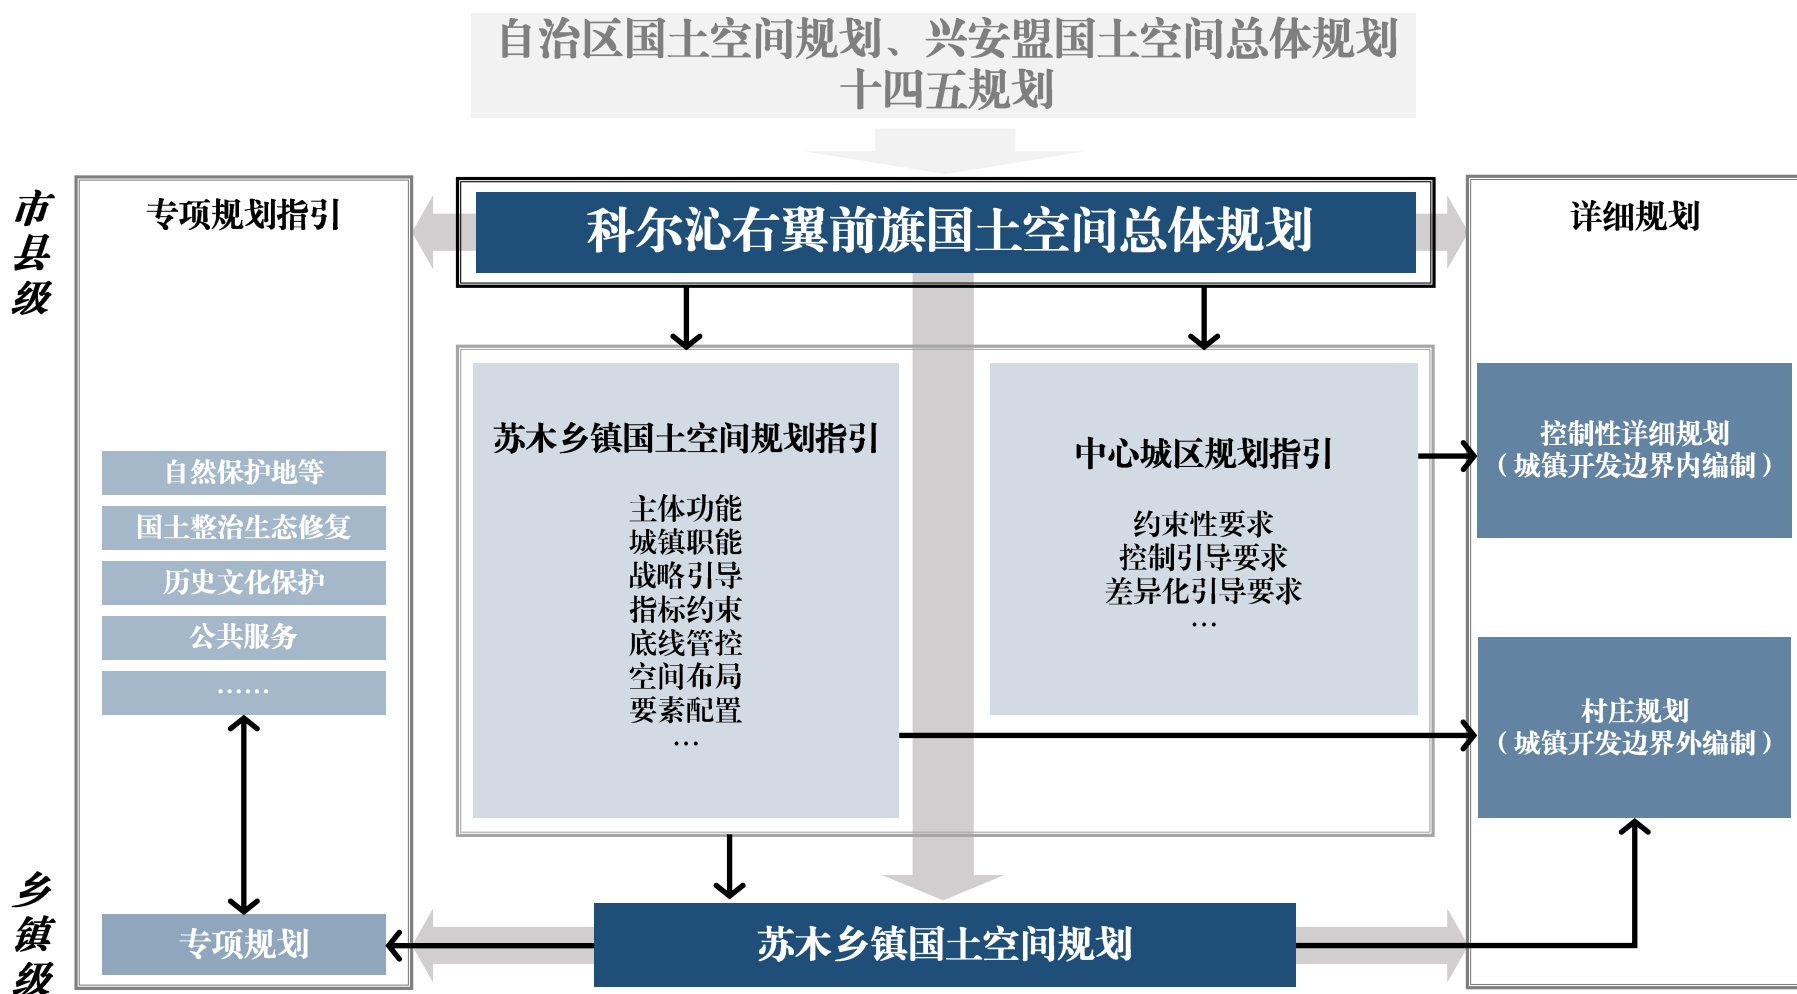 自治区国土空间规划、兴安盟国土空间总体规划
十四五规划
市县级
专项规划指引
科尔沁右翼前旗国土空间总体规划
详细规划
自然保护地等
国土整治生态修复
历史文化保护
公共服务
……
专项规划
苏木乡镇国土空间规划指引
主体功能
城镇职能
战略引导
指标约束
底线管控
空间布局
要素配置
…
中心城区规划指引
约束性要求
控制引导要求
差异化引导要求
…
控制性详细规划
（城镇开发边界内编制）
村庄规划
（城镇开发边界外编制）
乡镇级
苏木乡镇国土空间规划